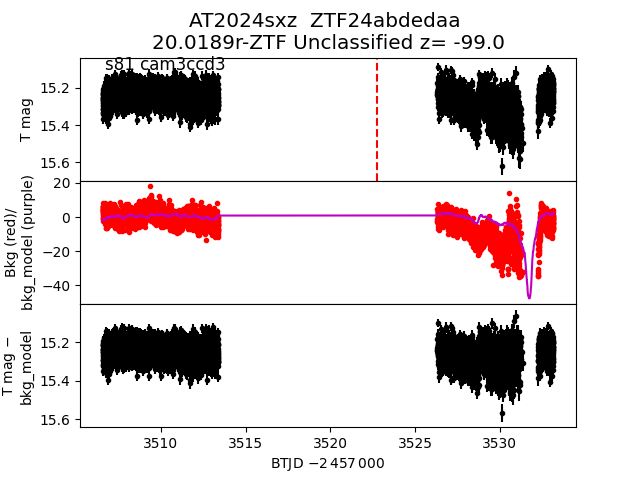 AT2024sxz  ZTF24abdedaa
20.0189r-ZTF Unclassified z= -99.0
s81 cam3ccd3
T mag
15.2
15.4
15.6
Bkg (red)/
bkg_model (purple)
20
0
−20
−40
T mag −
bkg_model
15.2
15.4
15.6
3510
3515
3520
3525
3530
BTJD −2 457 000